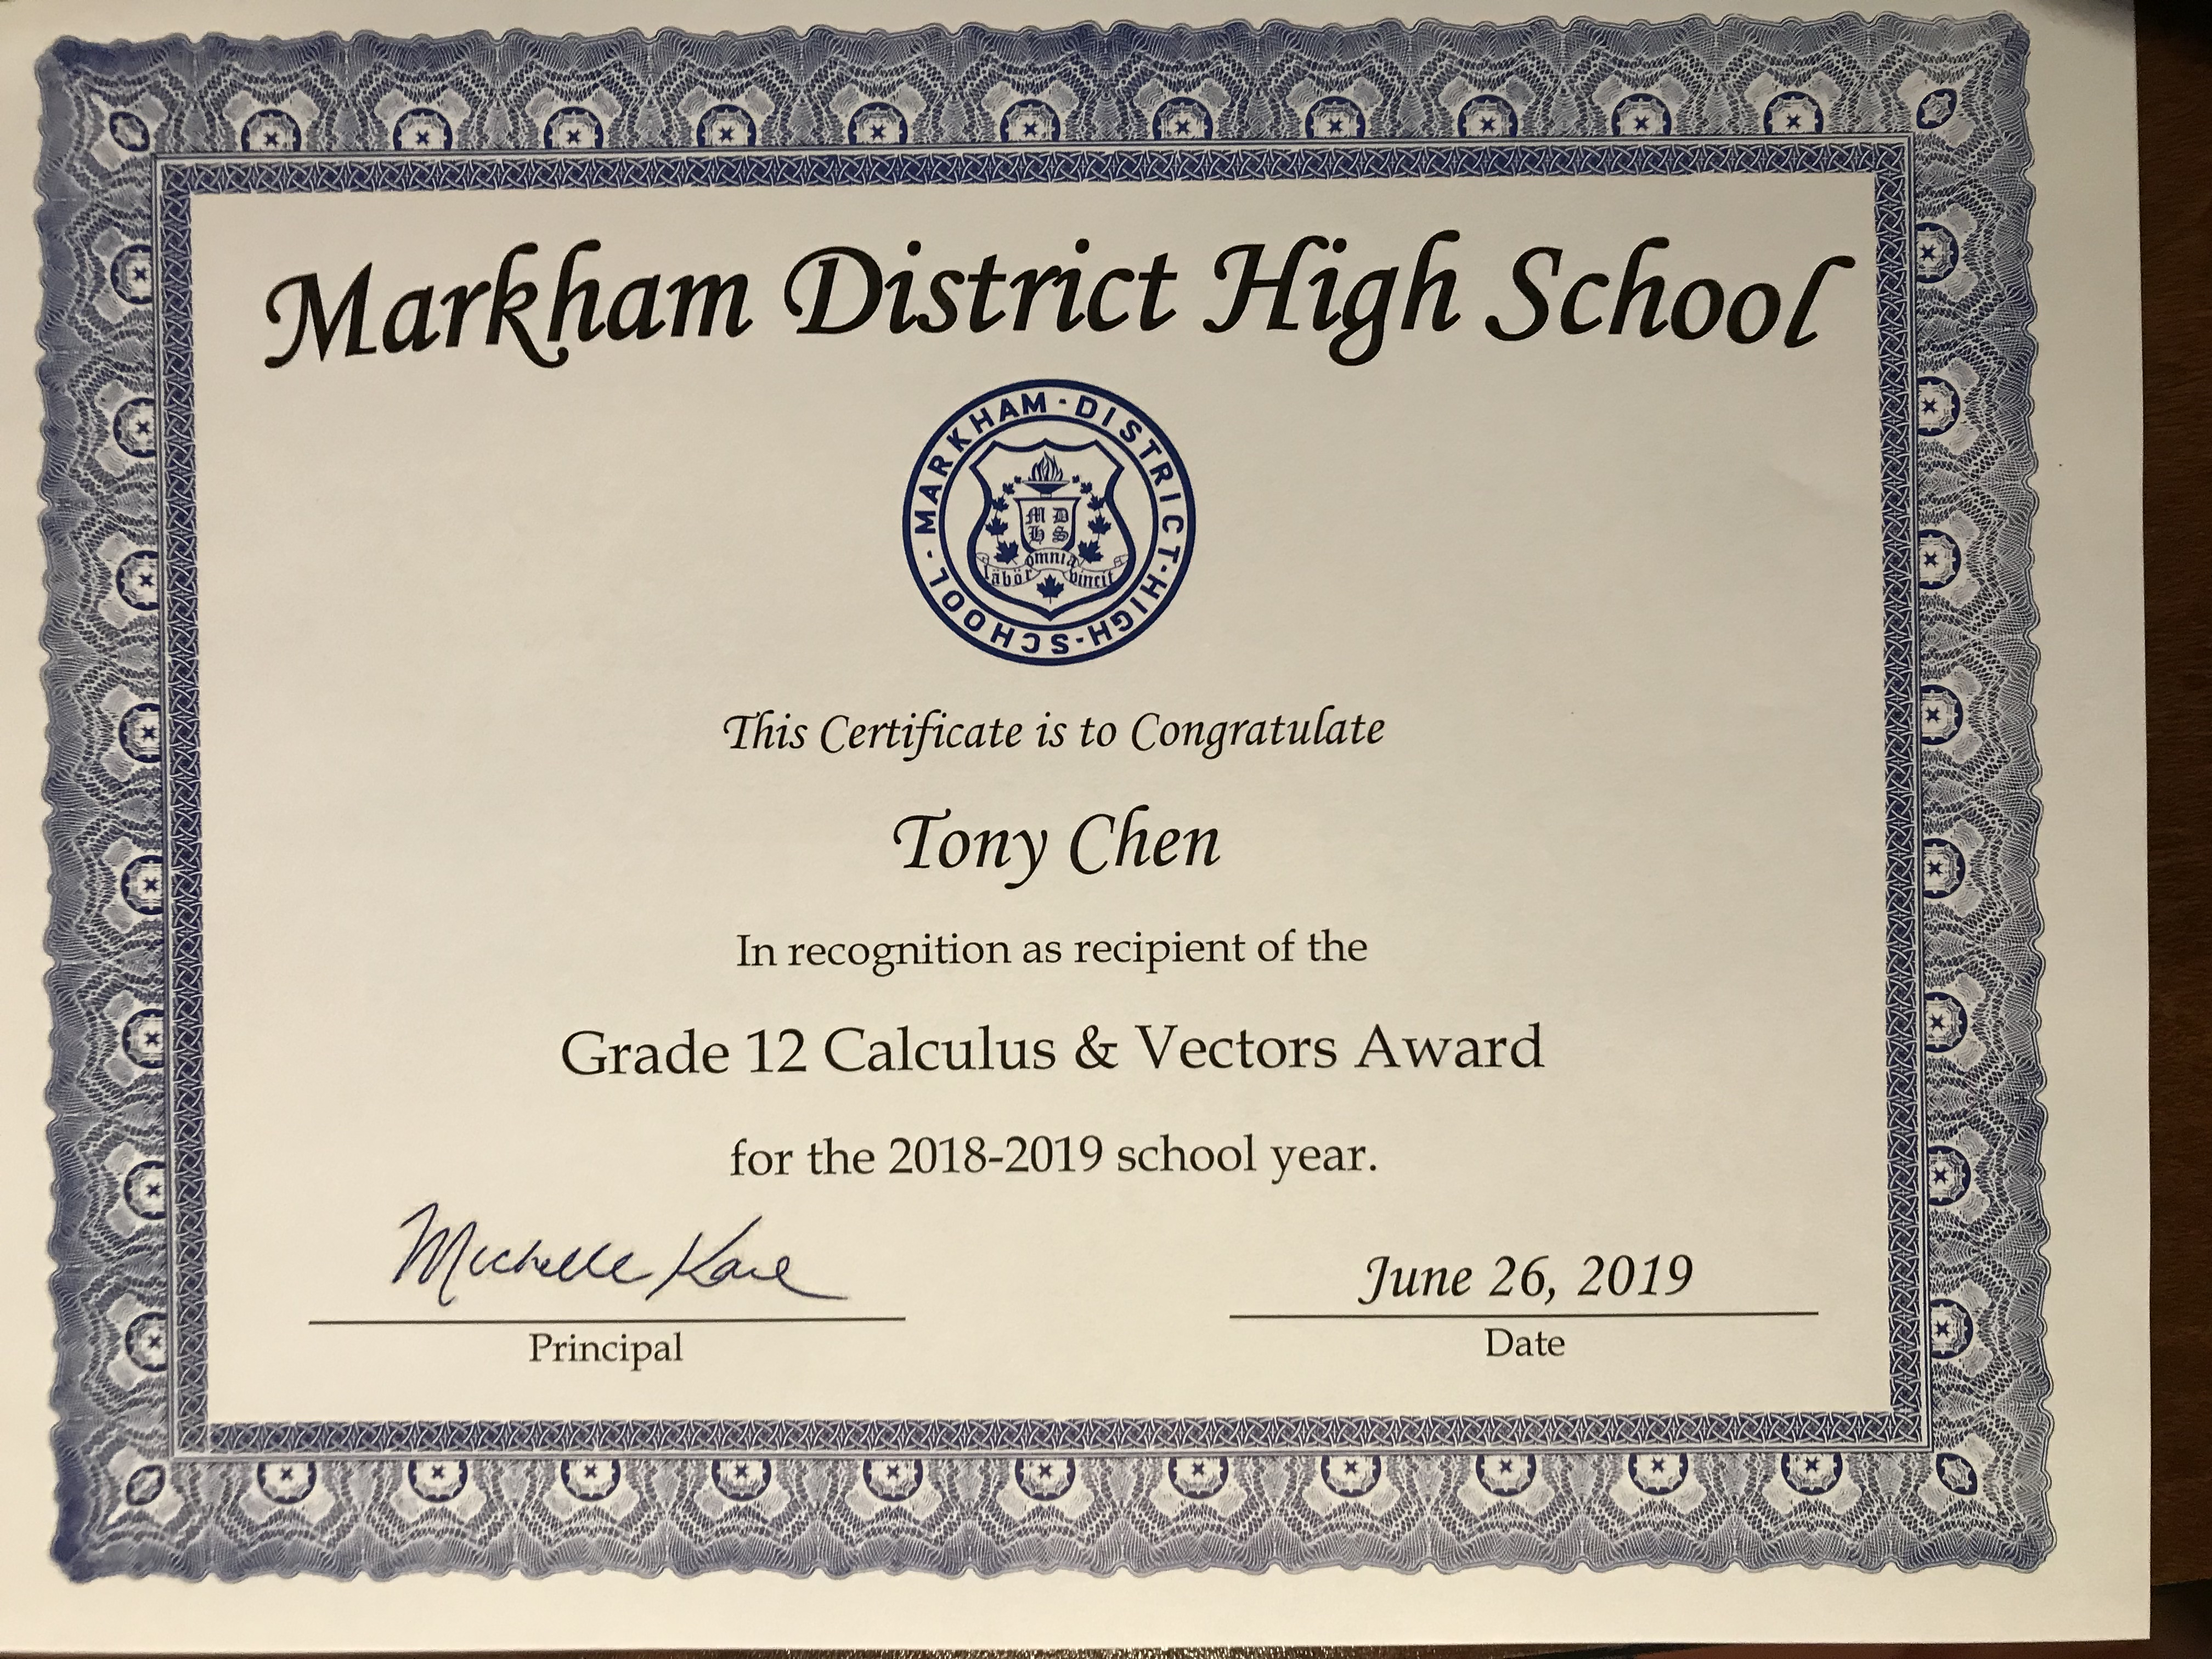 Markham District High School
MARKHAM · DISTRICT · HIGH · SCHOOL ·
M D
H S
omnia
labor vincit
This Certificate is to Congratulate
Tony Chen
In recognition as recipient of the
Grade 12 Calculus & Vectors Award
for the 2018-2019 school year.
Michelle Kane June 26, 2019
Principal Date